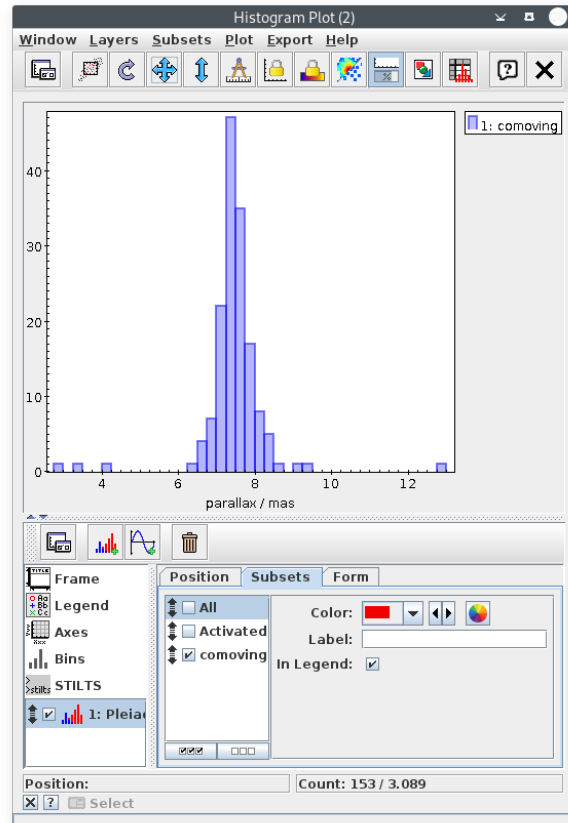 Histogram Plot (2)
Window Layers Subsets Plot Export Help
1: comoving
40
30
20
10
0
4 6 8 10 12
parallax / mas
Frame
Legend
Axes
Bins
STILTS
1: Pleiad
Position Subsets Form
All
Activated
comoving
Color:
Label:
In Legend:
Position:
Count: 153 / 3.089
Select